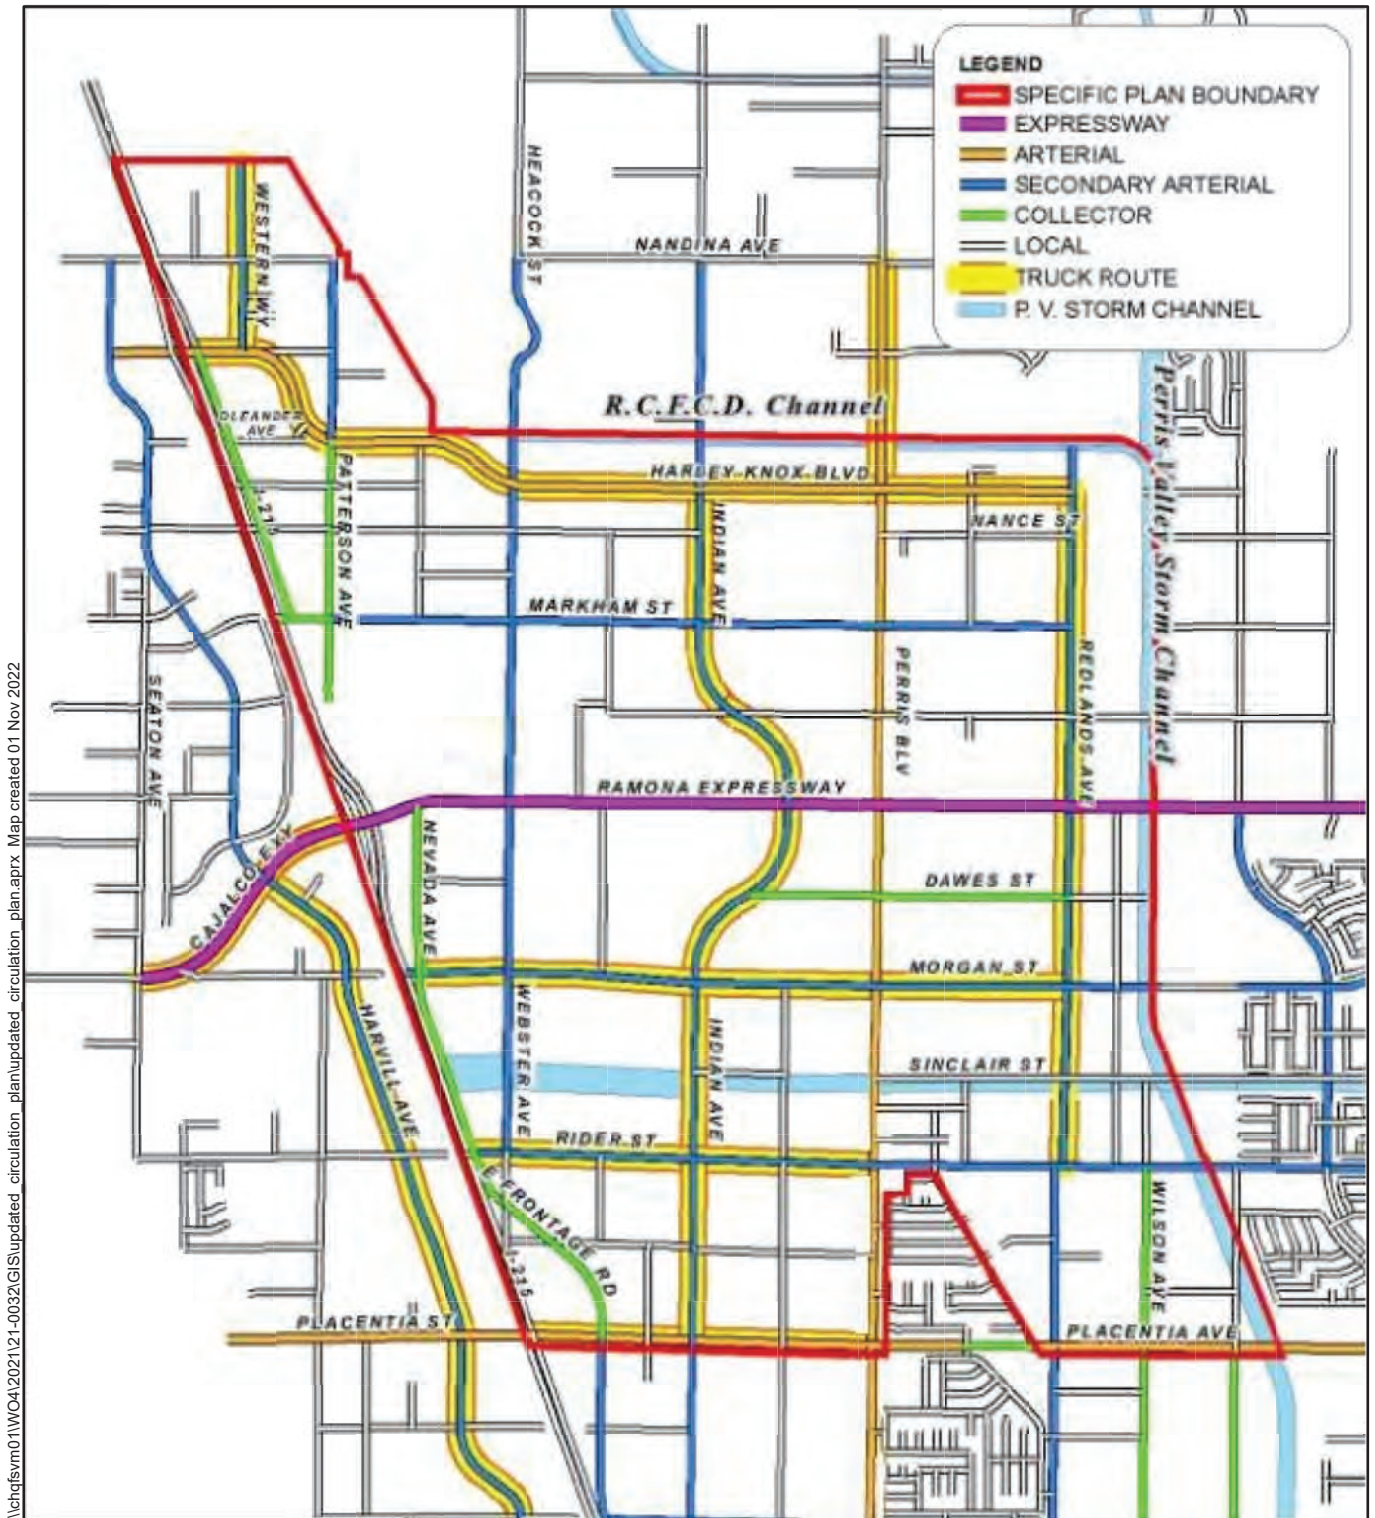 LEGEND
SPECIFIC PLAN BOUNDARY
EXPRESSWAY
ARTERIAL
SECONDARY ARTERIAL
COLLECTOR
LOCAL
TRUCK ROUTE
P. V. STORM CHANNEL
HEACOCK ST
WESTERN WY
NANDINA AVE
R.C.F.C.D. Channel
Perris Valley Storm Channel
OLEANDER
AVE
HARLEY KNOX BLVD
PATTERSON AVE
I-215
INDIAN AVE
NANCE ST
MARKHAM ST
PERRIS BLV
REDLANDS AVE
SEATON AVE
RAMONA EXPRESSWAY
CAJALCO EXY
NEVADA AVE
DAWES ST
MORGAN ST
HARVILL AVE
WEBSTER AVE
INDIAN AVE
SINCLAIR ST
RIDER ST
E FRONTAGE RD
WILSON AVE
I-215
PLACENTIA ST
PLACENTIA AVE
\\chqfsvm01\WO4\2021\21-0032\GIS\updated_circulation_plan\updated_circulation_plan.aprx Map created 01 Nov 2022